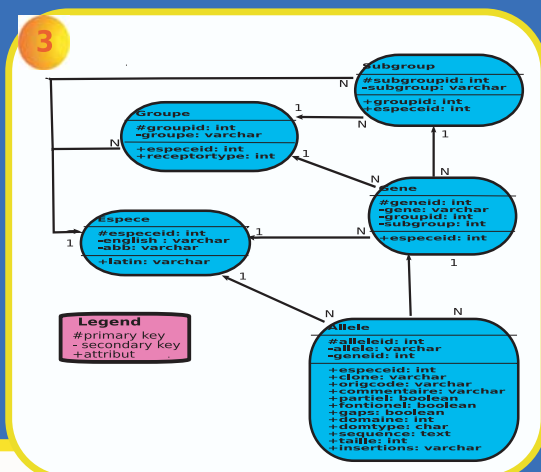 3
Subgroup
#subgroupid: int
-subgroup: varchar
+groupid: int
+especeid: int
N
1
N
1
Groupe
#groupid: int
-groupe: varchar
+especeid: int
+receptortype: int
N
1
N
N
Gene
#geneid: int
-gene: varchar
-groupid: int
-subgroup: int
+especeid: int
Espece
#especeid: int
-english : varchar
-abb: varchar
+latin: varchar
1
1
N
1
1
N
N
Allele
#alleleid: int
-allele: varchar
-geneid: int
+especeid: int
+clone: varchar
+origcode: varchar
+commentaire: varchar
+partiel: boolean
+fontionel: boolean
+gaps: boolean
+domaine: int
+domtype: char
+sequence: text
+taille: int
+insertions: varchar
Legend
#primary key
- secondary key
+attribut